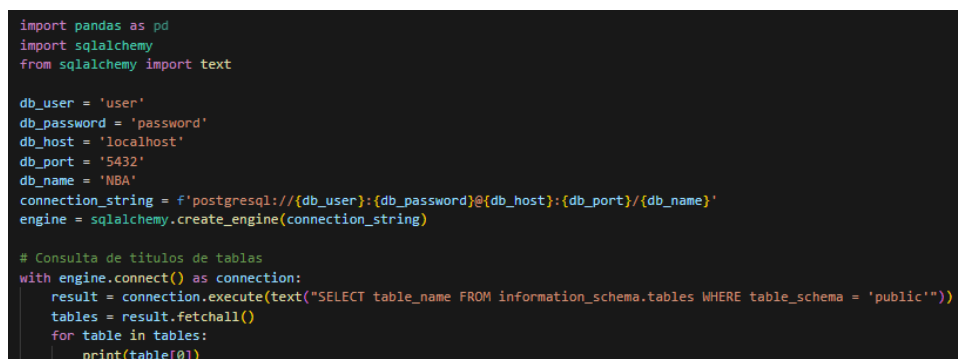 import pandas as pd
import sqlalchemy
from sqlalchemy import text

db_user = 'user'
db_password = 'password'
db_host = 'localhost'
db_port = '5432'
db_name = 'NBA'
connection_string = f'postgresql://{db_user}:{db_password}@{db_host}:{db_port}/{db_name}'
engine = sqlalchemy.create_engine(connection_string)

# Consulta de titulos de tablas
with engine.connect() as connection:
    result = connection.execute(text("SELECT table_name FROM information_schema.tables WHERE table_schema = 'public'"))
    tables = result.fetchall()
    for table in tables:
        print(table[0])